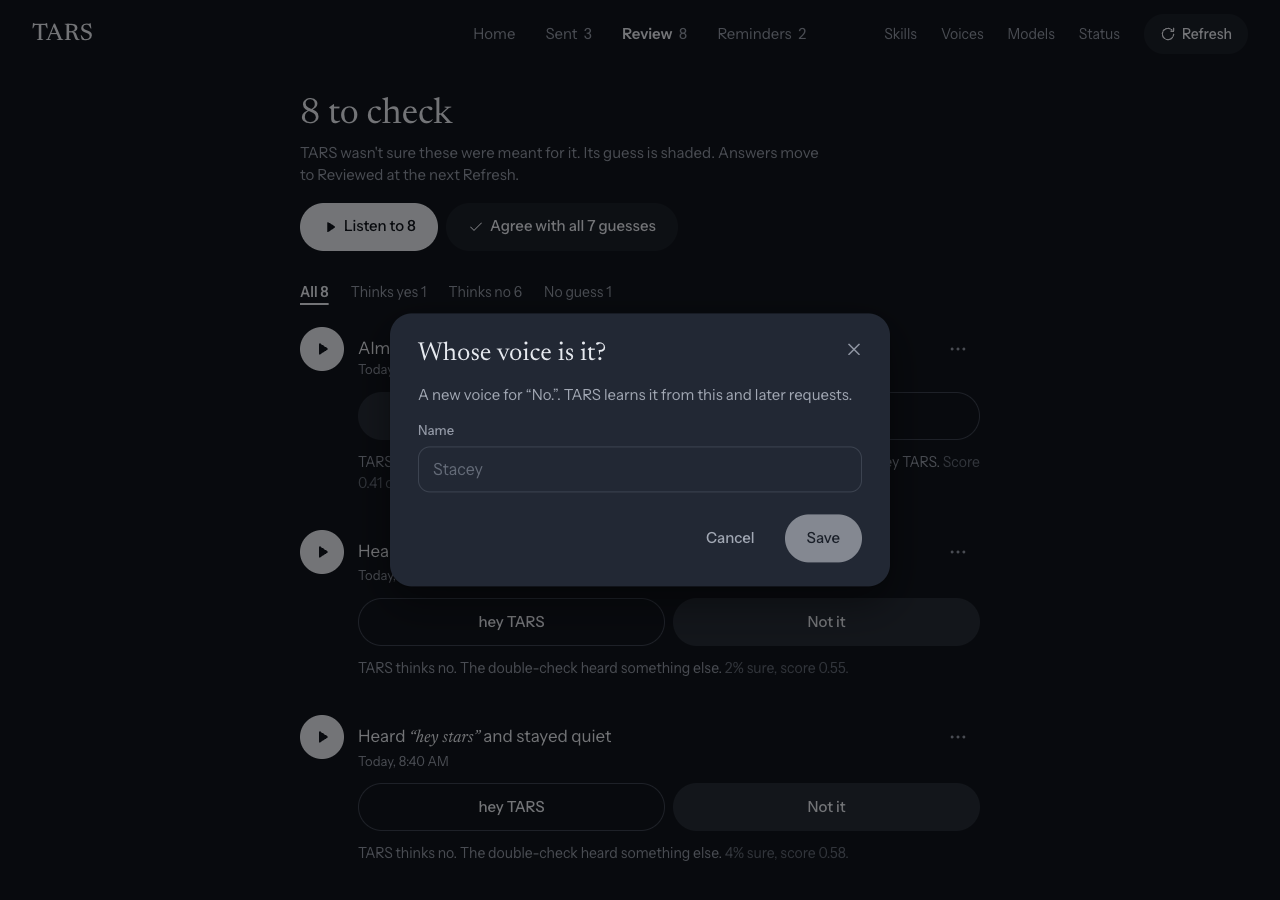 TARS
Home Sent 3 Review 8 Reminders 2 Skills Voices Models Status Refresh
8 to check
TARS wasn't sure these were meant for it. Its guess is shaded. Answers move
to Reviewed at the next Refresh.
Listen to 8 Agree with all 7 guesses
All 8 Thinks yes 1 Thinks no 6 No guess 1
Whose voice is it?
A new voice for “No.”. TARS learns it from this and later requests.
Name
Stacey
Cancel Save
TARS. Score
0.41
Today,
hey TARS Not it
TARS thinks no. The double-check heard something else. 2% sure, score 0.55.
Heard “hey stars” and stayed quiet
Today, 8:40 AM
hey TARS Not it
TARS thinks no. The double-check heard something else. 4% sure, score 0.58.